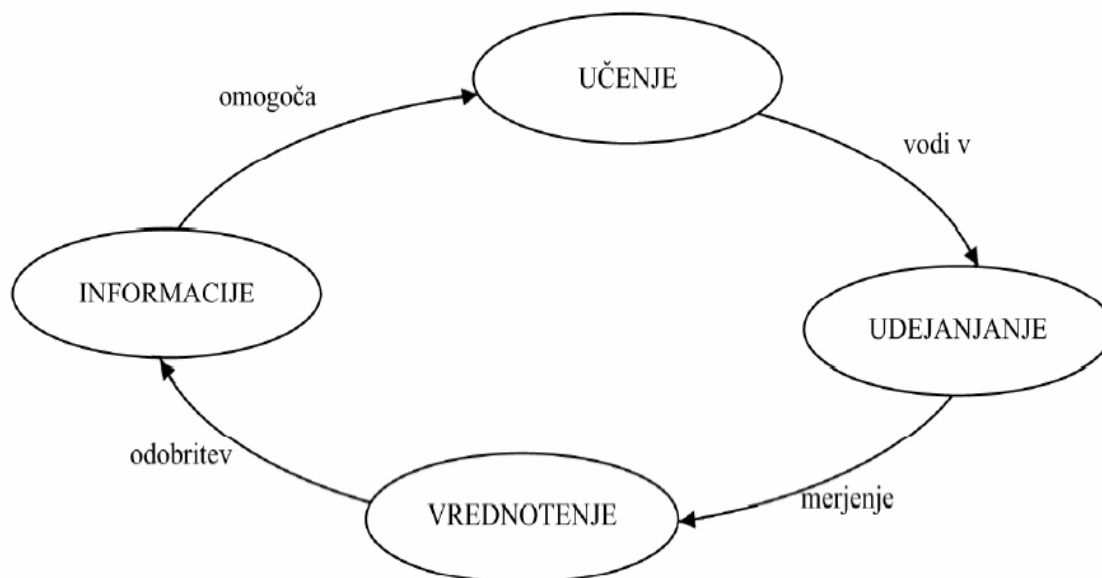 UČENJE
omogoča
vodi v
INFORMACIJE
UDEJANJANJE
odobritev
merjenje
VREDNOTENJE